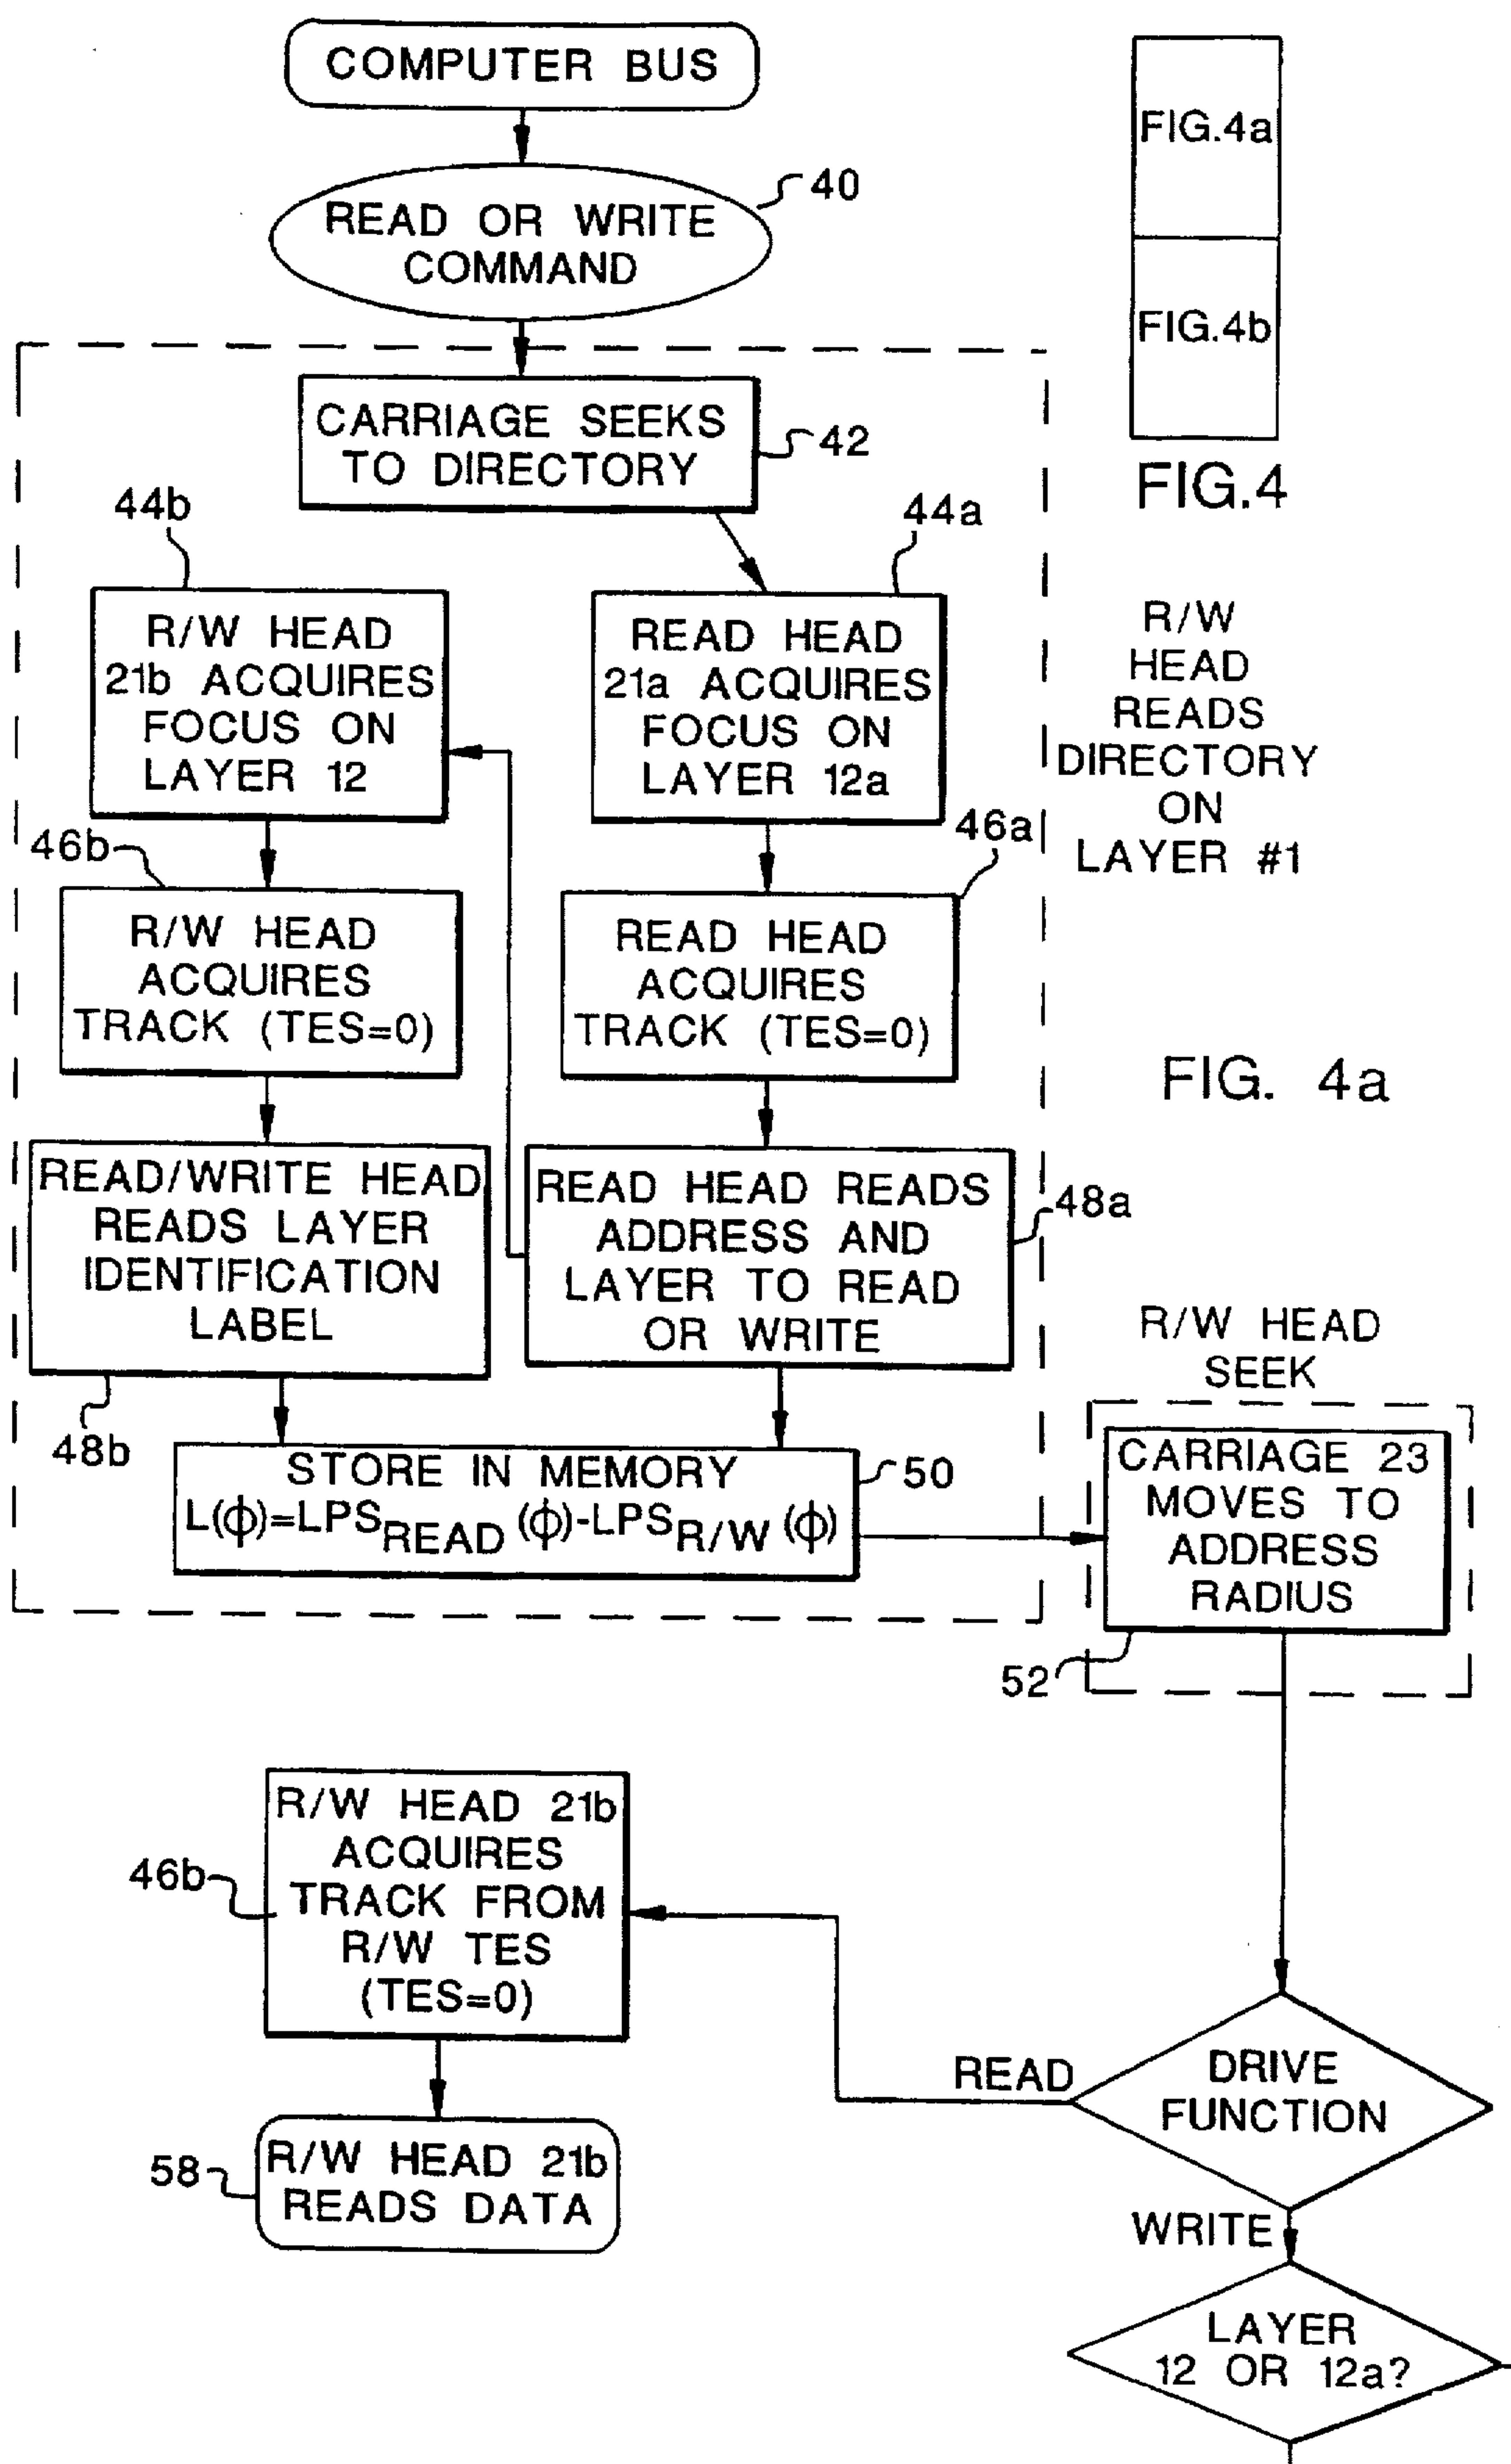 COMPUTER BUS
40
READ OR WRITE
COMMAND
FIG.4a
FIG.4b
FIG.4
CARRIAGE SEEKS
TO DIRECTORY
42
44b
44a
R/W HEAD
21b ACQUIRES
FOCUS ON
LAYER 12
READ HEAD
21a ACQUIRES
FOCUS ON
LAYER 12a
R/W
HEAD
READS
DIRECTORY
ON
LAYER #1
46b
46a
R/W HEAD
ACQUIRES
TRACK (TES=0)
READ HEAD
ACQUIRES
TRACK (TES=0)
FIG. 4a
READ/WRITE HEAD
READS LAYER
IDENTIFICATION
LABEL
READ HEAD READS
ADDRESS AND
LAYER TO READ
OR WRITE
48a
48b
STORE IN MEMORY
L(ϕ)=LPS READ (ϕ)-LPS R/W (ϕ)
50
R/W HEAD
SEEK
CARRIAGE 23
MOVES TO
ADDRESS
RADIUS
52
R/W HEAD 21b
ACQUIRES
TRACK FROM
R/W TES
(TES=0)
46b
READ
DRIVE
FUNCTION
58
R/W HEAD 21b
READS DATA
WRITE
LAYER
12 OR 12a?